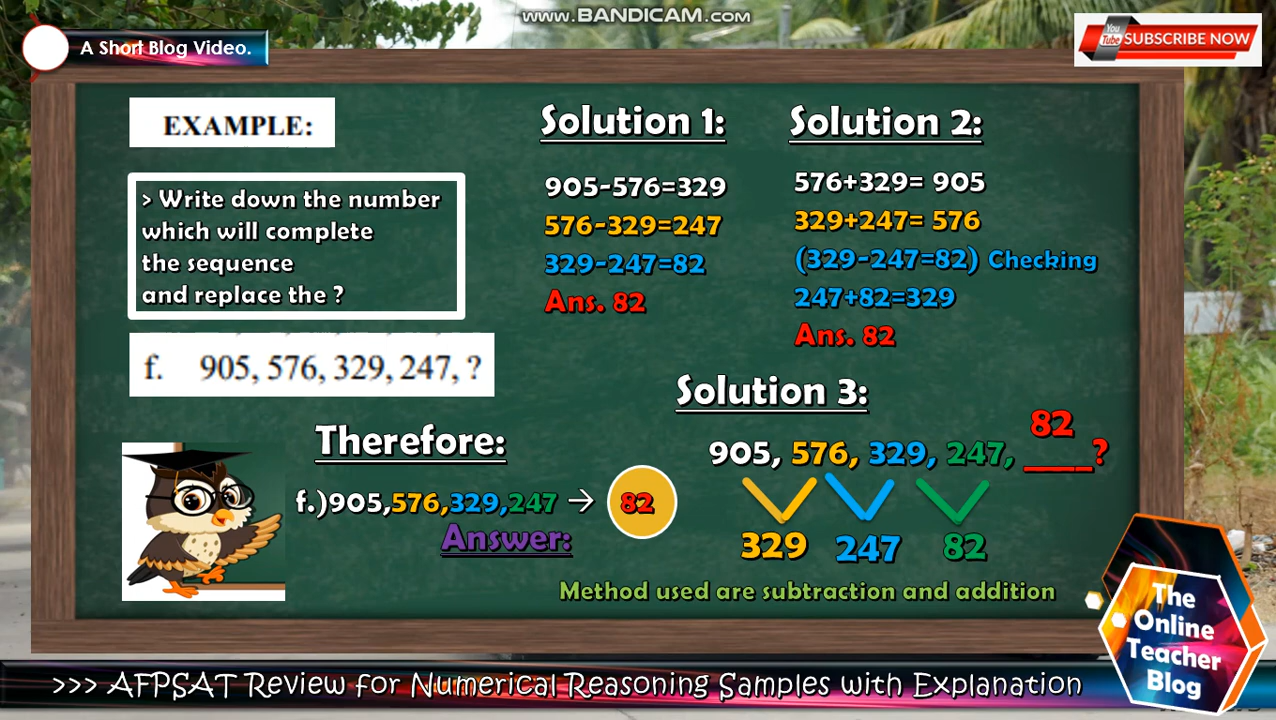 www.BANDICAM.com
A Short Blog Video.
You
Tube
SUBSCRIBE NOW
EXAMPLE:
> Write down the number
which will complete
the sequence
and replace the ?
f. 905, 576, 329, 247, ?
Solution 1:
905-576=329
576-329=247
329-247=82
Ans. 82
Solution 2:
576+329= 905
329+247= 576
(329-247=82) Checking
247+82=329
Ans. 82
Solution 3:
82
905, 576, 329, 247, ____?
329 247 82
Method used are subtraction and addition
Therefore:
f.)905,576,329,247 → 82
Answer:
The
Online
Teacher
Blog
>>> AFPSAT Review for Numerical Reasoning Samples with Explanation